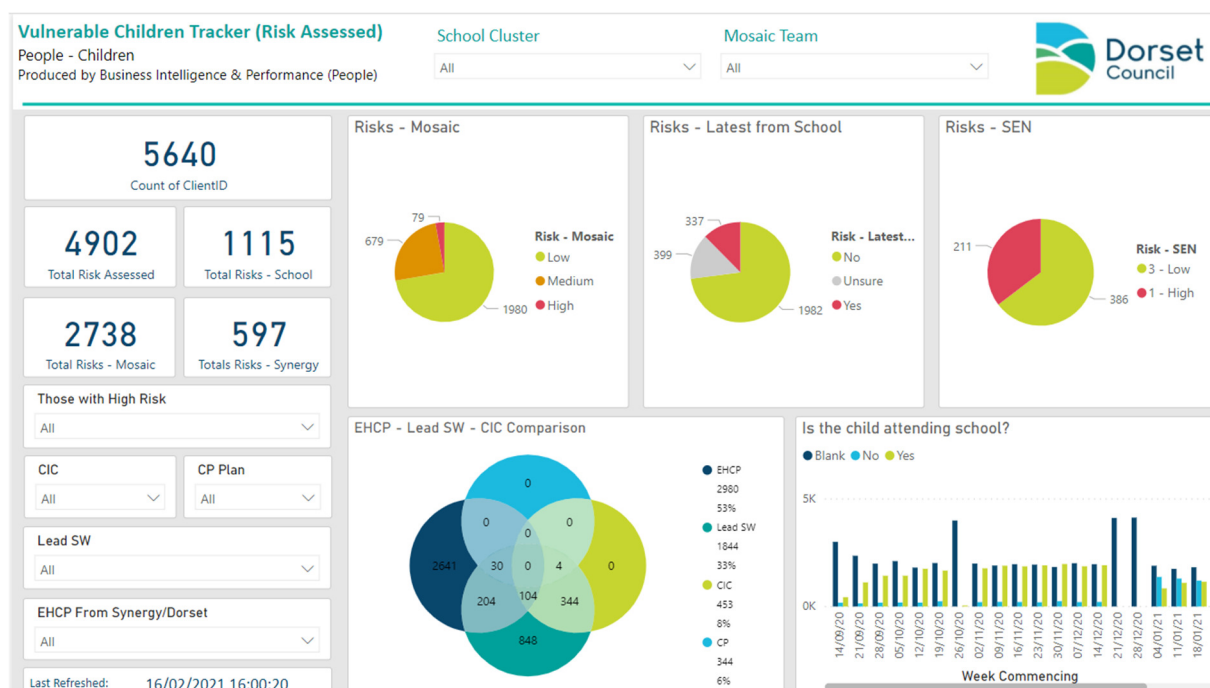 Vulnerable Children Tracker (Risk Assessed)
People - Children
Produced by Business Intelligence & Performance (People)
School Cluster
All
Mosaic Team
All
Dorset
Council
5640
Count of ClientID
4902
Total Risk Assessed
1115
Total Risks - School
2738
Total Risks - Mosaic
597
Totals Risks - Synergy
Those with High Risk
All
CIC
All
CP Plan
All
Lead SW
All
EHCP From Synergy/Dorset
All
Last Refreshed:
16/02/2021 16:00:20
Risks - Mosaic
79
679
1980
Risk - Mosaic
Low
Medium
High
Risks - Latest from School
337
399
1982
Risk - Latest...
No
Unsure
Yes
Risks - SEN
211
386
Risk - SEN
3 - Low
1 - High
EHCP - Lead SW - CIC Comparison
0
0
0
0
2641
30
0
4
0
204
104
344
848
EHCP
2980
53%
Lead SW
1844
33%
CIC
453
8%
CP
344
6%
Is the child attending school?
Blank
No
Yes
5K
0K
14/09/20
21/09/20
28/09/20
05/10/20
12/10/20
19/10/20
26/10/20
02/11/20
09/11/20
16/11/20
23/11/20
30/11/20
07/12/20
14/12/20
21/12/20
28/12/20
04/01/21
11/01/21
18/01/21
Week Commencing